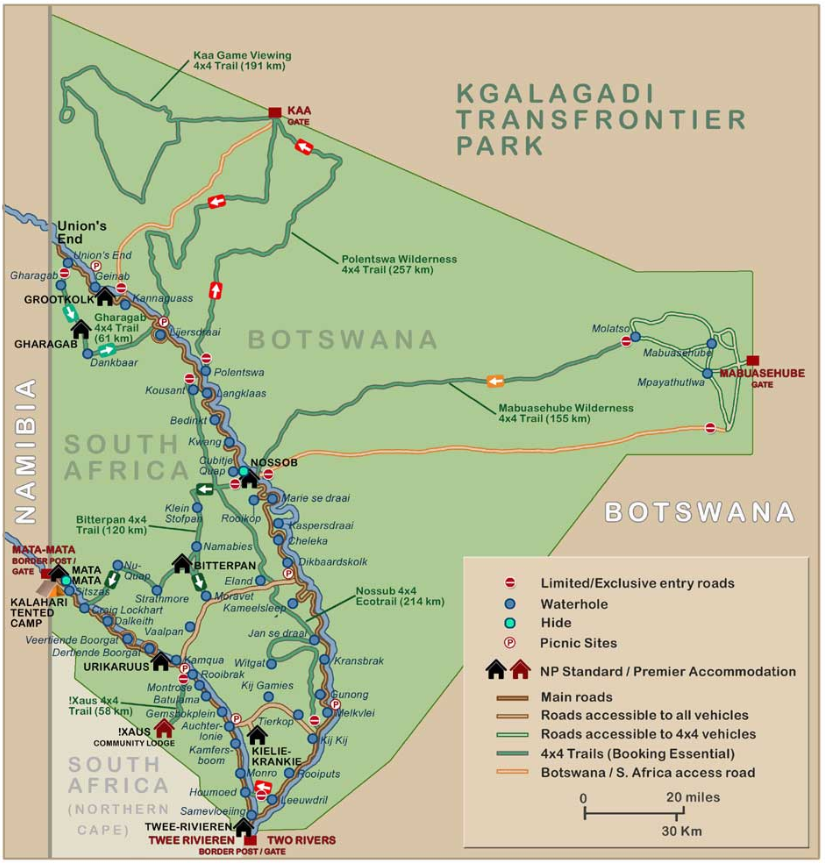 Kaa Game Viewing
4x4 Trail (191 km)
KAA
GATE
KGALAGADI
TRANSFRONTIER
PARK
Union's
End
Union's End
Gharagab
Geinab
GROOTKOLK
Kannaguass
Polentswa Wilderness
4x4 Trail (257 km)
Gharagab
4x4 Trail
(61 km)
Lijersdraai
GHARAGAB
Dankbaar
BOTSWANA
Molatso
Mabuasehube
Mpayathutlwa
MABUASEHUBE
GATE
Polentswa
Kousant
Langklaas
Mabuasehube Wilderness
4x4 Trail (155 km)
Bedinkt
NAMIBIA
SOUTH
AFRICA
Kwang
Cubitje
Quap
NOSSOB
Marie se draai
Klein
Stofpan
Rooikop
BOTSWANA
Bitterpan 4x4
Trail (120 km)
Kaspersdraai
Cheleka
Namabies
MATA-MATA
BORDER POST /
GATE
MATA
MATA
Nu-
Quap
BITTERPAN
Dikbaardskolk
Eland
Sitszas
KALAHARI
TENTED
CAMP
Strathmore
Moravet
Nossub 4x4
Ecotrail (214 km)
Craig Lockhart
Kameelsleep
Dalkeith
Vaalpan
Jan se draai
Veertiende Boorgat
Dertiende Boorgat
URIKARUUS
Kamqua
Witgat
Kransbrak
Rooibrak
Montrose
Kij Gamies
!Xaus 4x4
Trail (58 km)
Batulama
Gunong
Gemsbokplein
Tierkop
Melkvlei
!XAUS
COMMUNITY LODGE
Auchter-
lonie
KIELIE-
KRANKIE
Kij Kij
Kamfers-
boom
SOUTH
AFRICA
(NORTHERN
CAPE)
Monro
Rooiputs
Houmoed
Leeuwdril
Samevloeiing
TWEE-RIVIEREN
TWEE RIVIEREN
TWO RIVERS
BORDER POST / GATE
Limited/Exclusive entry roads
Waterhole
Hide
P
Picnic Sites
NP Standard / Premier Accommodation
Main roads
Roads accessible to all vehicles
Roads accessible to 4x4 vehicles
4x4 Trails (Booking Essential)
Botswana / S. Africa access road
0
20 miles
30 Km